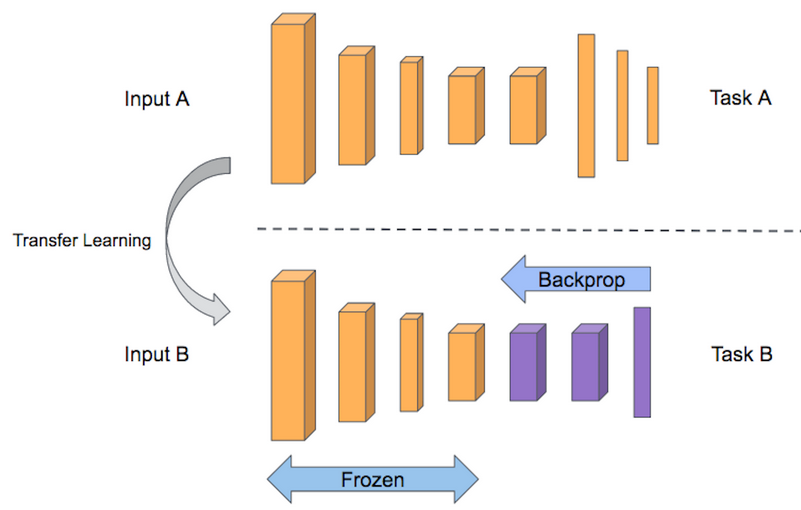 Input A
Task A
Transfer Learning
Backprop
Input B
Task B
Frozen